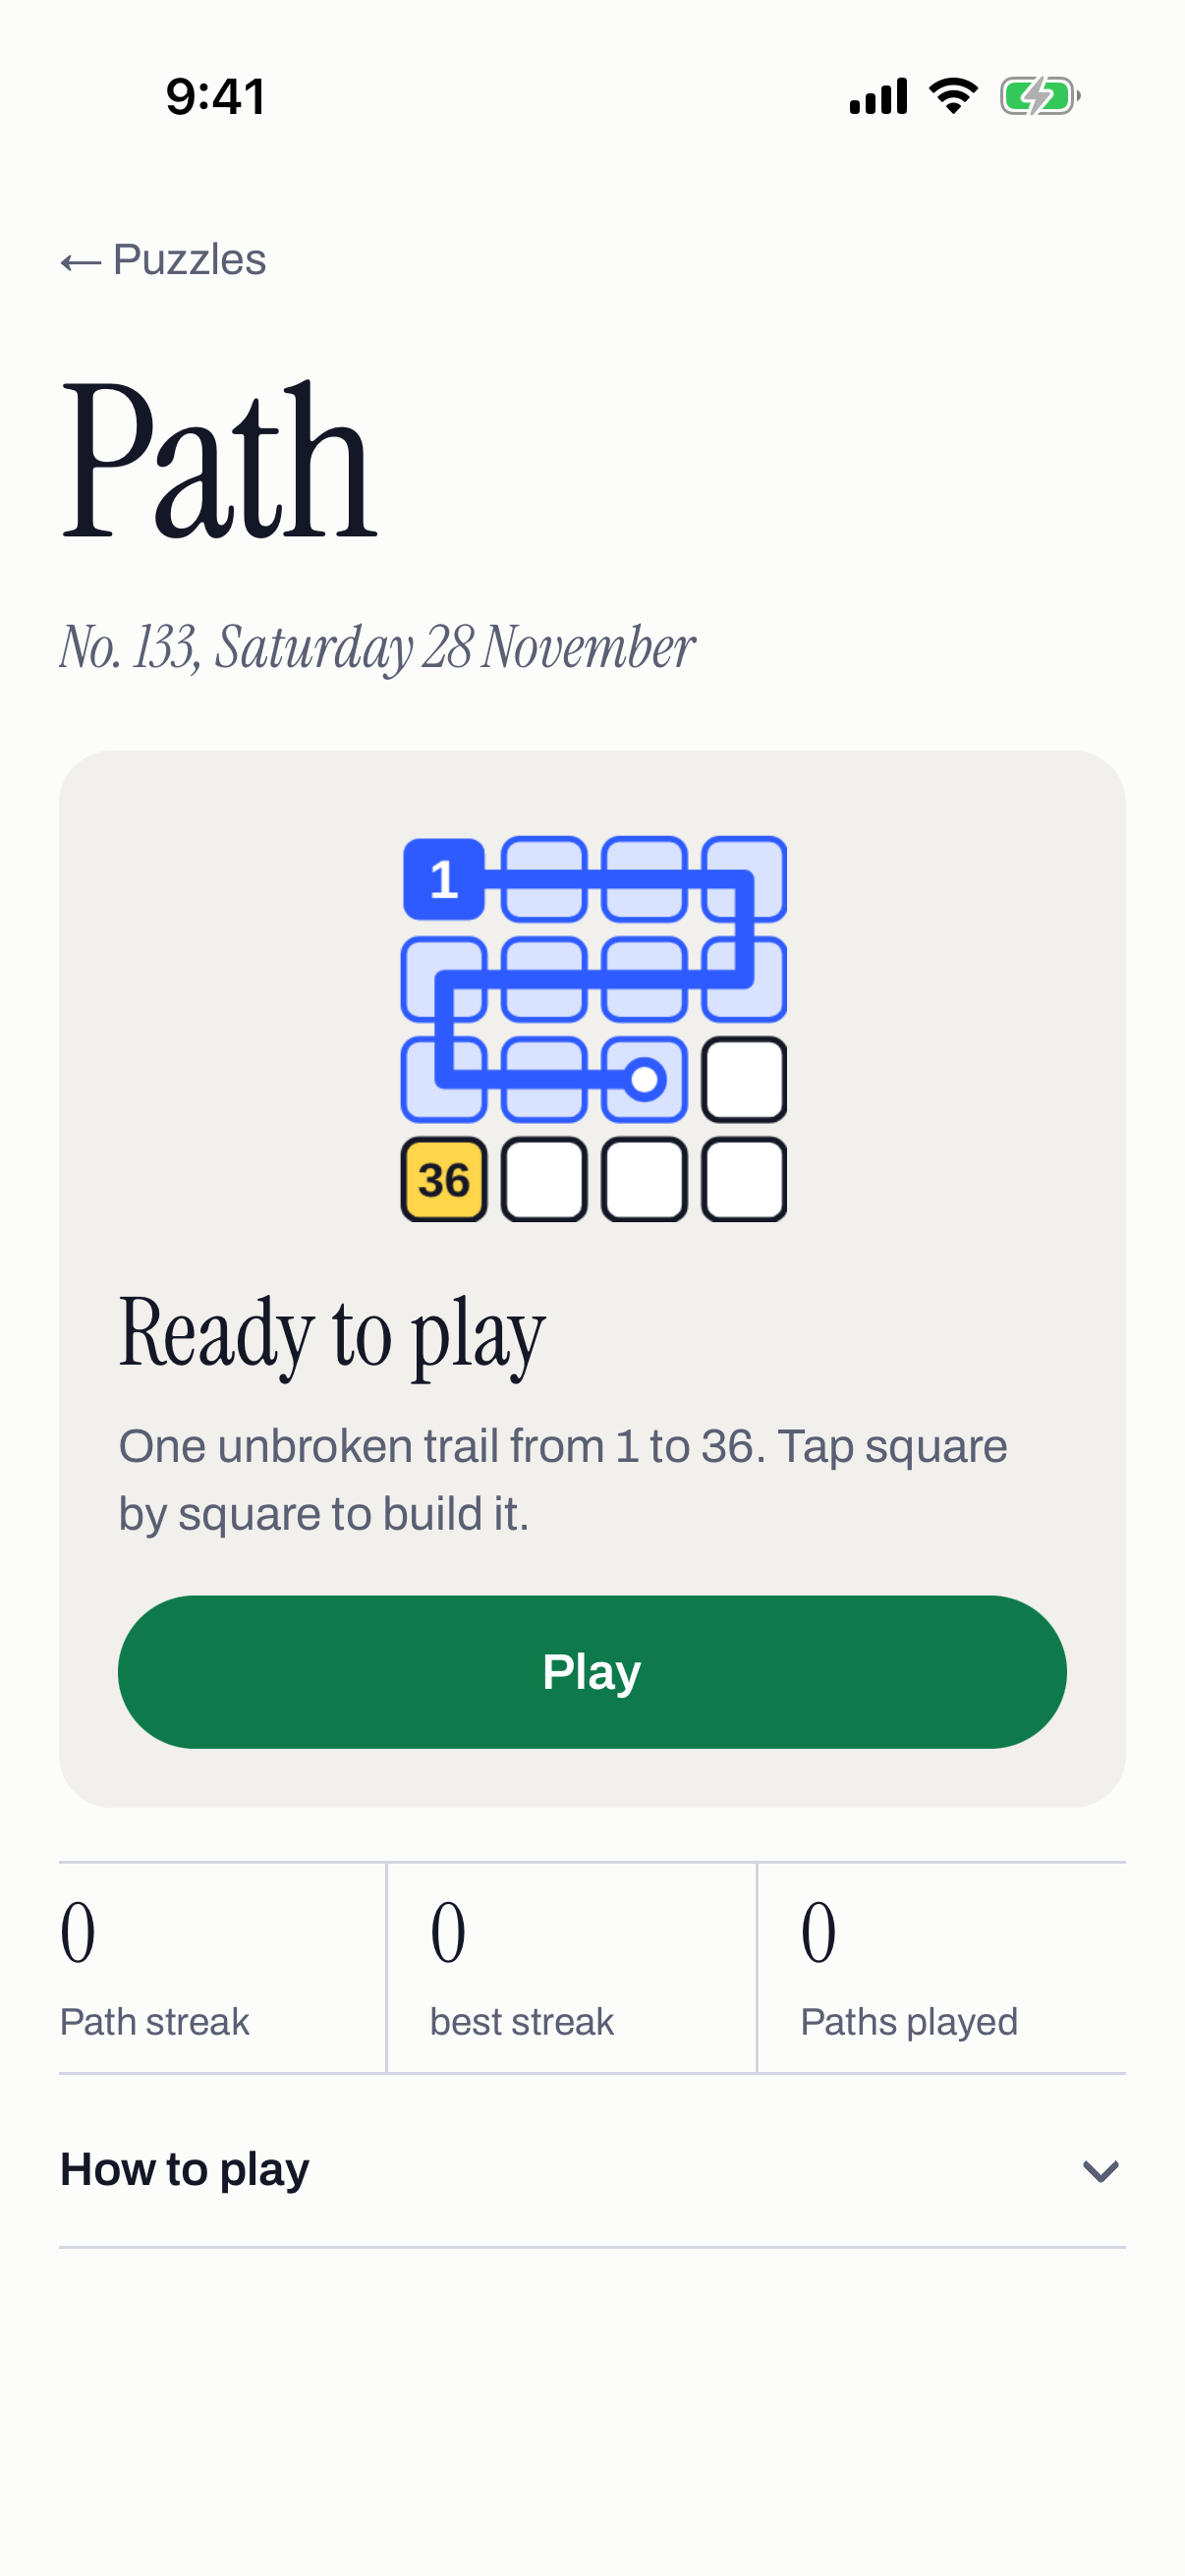 9:41
← Puzzles
Path
No. 133, Saturday 28 November
1
36
Ready to play
One unbroken trail from 1 to 36. Tap square
by square to build it.
Play
0
Path streak
0
best streak
0
Paths played
How to play